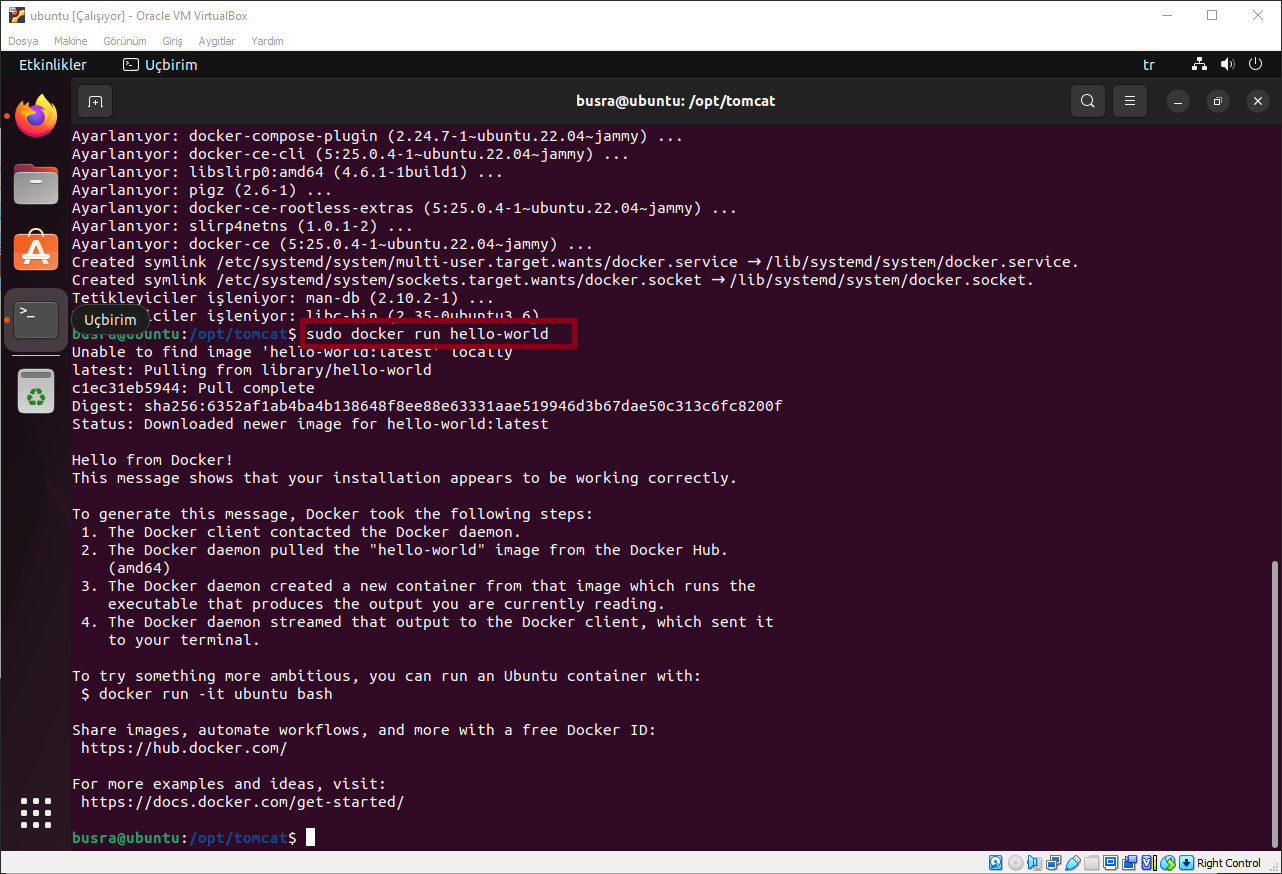 ubuntu [Çalışıyor] - Oracle VM VirtualBox
Dosya Makine Görünüm Giriş Aygıtlar Yardım
Etkinlikler Uçbirim tr
busra@ubuntu: /opt/tomcat
Ayarlanıyor: docker-compose-plugin (2.24.7-1~ubuntu.22.04~jammy) ...
Ayarlanıyor: docker-ce-cli (5:25.0.4-1~ubuntu.22.04~jammy) ...
Ayarlanıyor: libslirp0:amd64 (4.6.1-1build1) ...
Ayarlanıyor: pigz (2.6-1) ...
Ayarlanıyor: docker-ce-rootless-extras (5:25.0.4-1~ubuntu.22.04~jammy) ...
Ayarlanıyor: slirp4netns (1.0.1-2) ...
Ayarlanıyor: docker-ce (5:25.0.4-1~ubuntu.22.04~jammy) ...
Created symlink /etc/systemd/system/multi-user.target.wants/docker.service → /lib/systemd/system/docker.service.
Created symlink /etc/systemd/system/sockets.target.wants/docker.socket → /lib/systemd/system/docker.socket.
Tetikleyiciler işleniyor: man-db (2.10.2-1) ...
Uçbirim
iciler işleniyor: libc-bin (2.35-0ubuntu3.6)
busra@ubuntu:/opt/tomcat$ sudo docker run hello-world
Unable to find image 'hello-world:latest' locally
latest: Pulling from library/hello-world
c1ec31eb5944: Pull complete
Digest: sha256:6352af1ab4ba4b138648f8ee88e63331aae519946d3b67dae50c313c6fc8200f
Status: Downloaded newer image for hello-world:latest
Hello from Docker!
This message shows that your installation appears to be working correctly.
To generate this message, Docker took the following steps:
1. The Docker client contacted the Docker daemon.
2. The Docker daemon pulled the "hello-world" image from the Docker Hub.
(amd64)
3. The Docker daemon created a new container from that image which runs the
executable that produces the output you are currently reading.
4. The Docker daemon streamed that output to the Docker client, which sent it
to your terminal.
To try something more ambitious, you can run an Ubuntu container with:
$ docker run -it ubuntu bash
Share images, automate workflows, and more with a free Docker ID:
https://hub.docker.com/
For more examples and ideas, visit:
https://docs.docker.com/get-started/
busra@ubuntu:/opt/tomcat$
Right Control